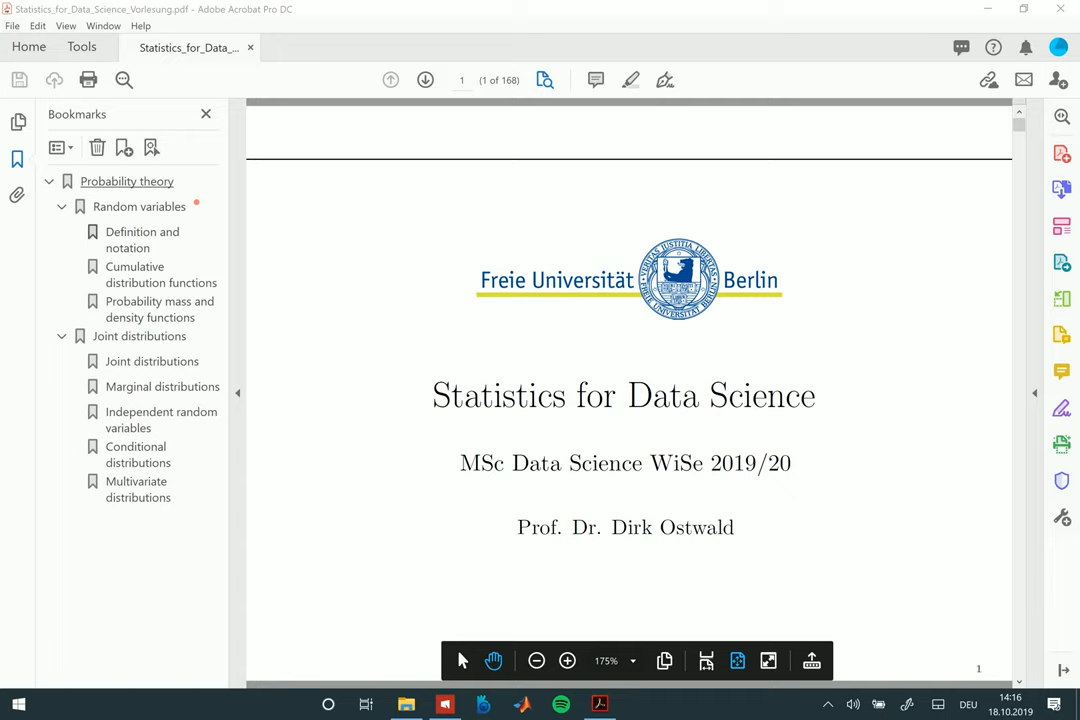 Statistics_for_Data_Science_Vorlesung.pdf - Adobe Acrobat Pro DC
File Edit View Window Help
Home Tools Statistics_for_Data_...
1 (1 of 168)
Bookmarks
Probability theory
Random variables
Definition and
notation
Cumulative
distribution functions
Probability mass and
density functions
Joint distributions
Joint distributions
Marginal distributions
Independent random
variables
Conditional
distributions
Multivariate
distributions
Freie Universität Berlin
Statistics for Data Science
MSc Data Science WiSe 2019/20
Prof. Dr. Dirk Ostwald
175%
1
DEU
14:16
18.10.2019